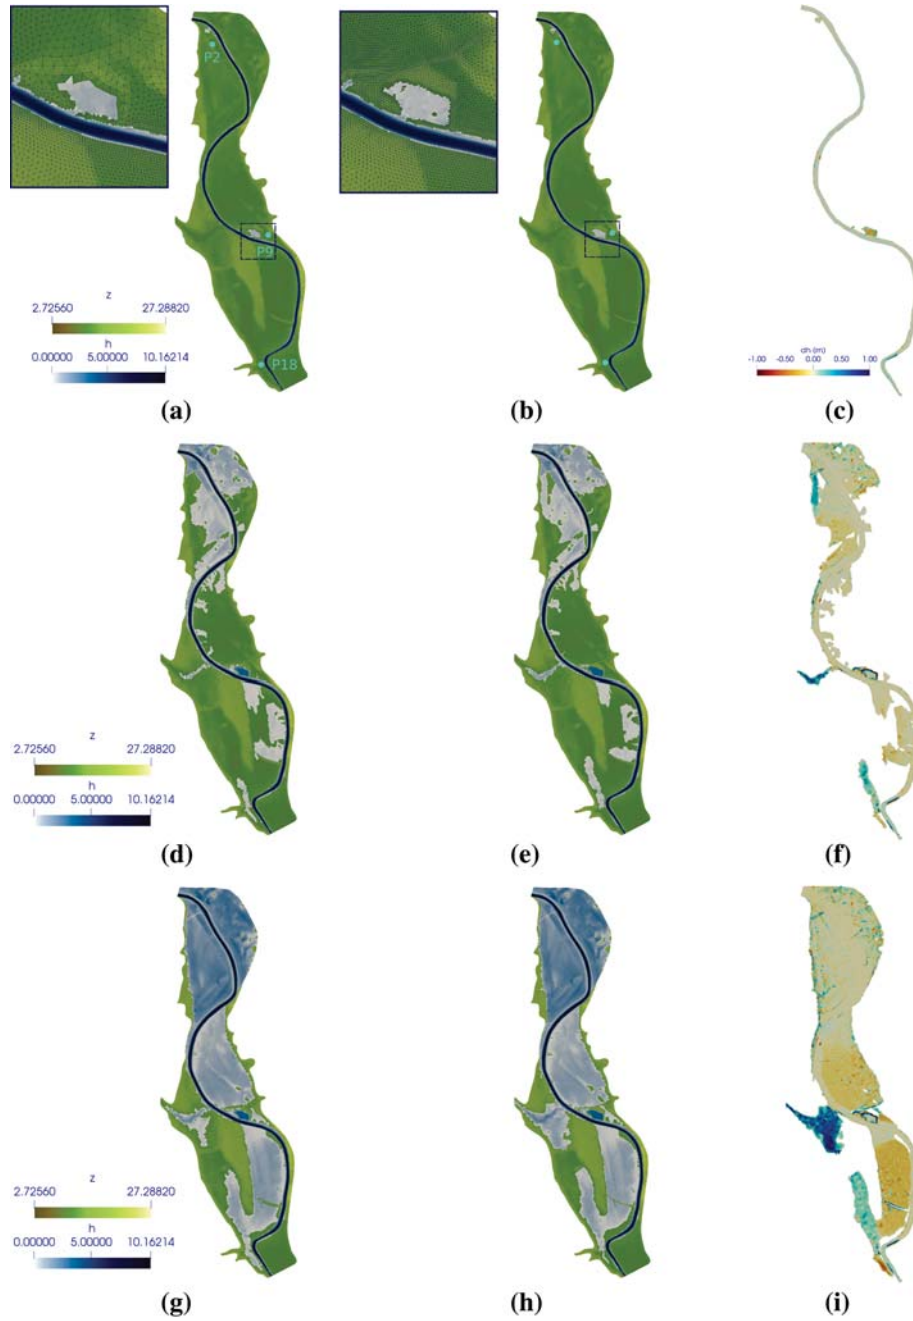 P2
P9
z
2.72560 27.28820
h
0.00000 5.00000 10.16214
P18
dh (m)
-1.00 -0.50 0.00 0.50 1.00
(a) (b) (c)
z
2.72560 27.28820
h
0.00000 5.00000 10.16214
(d) (e) (f)
z
2.72560 27.28820
h
0.00000 5.00000 10.16214
(g) (h) (i)